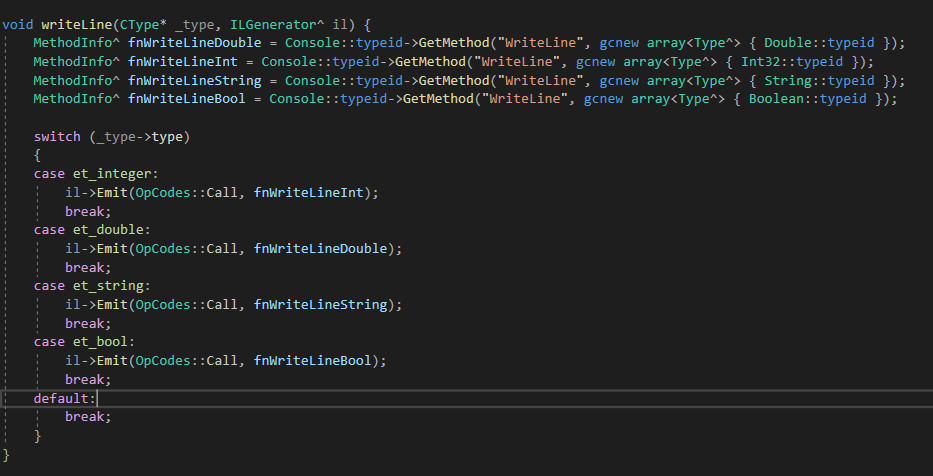 void writeLine(CType* _type, ILGenerator^ il) {
    MethodInfo^ fnWriteLineDouble = Console::typeid->GetMethod("WriteLine", gcnew array<Type^> { Double::typeid });
    MethodInfo^ fnWriteLineInt = Console::typeid->GetMethod("WriteLine", gcnew array<Type^> { Int32::typeid });
    MethodInfo^ fnWriteLineString = Console::typeid->GetMethod("WriteLine", gcnew array<Type^> { String::typeid });
    MethodInfo^ fnWriteLineBool = Console::typeid->GetMethod("WriteLine", gcnew array<Type^> { Boolean::typeid });

    switch (_type->type)
    {
    case et_integer:
        il->Emit(OpCodes::Call, fnWriteLineInt);
        break;
    case et_double:
        il->Emit(OpCodes::Call, fnWriteLineDouble);
        break;
    case et_string:
        il->Emit(OpCodes::Call, fnWriteLineString);
        break;
    case et_bool:
        il->Emit(OpCodes::Call, fnWriteLineBool);
        break;
    default:
        break;
    }
}